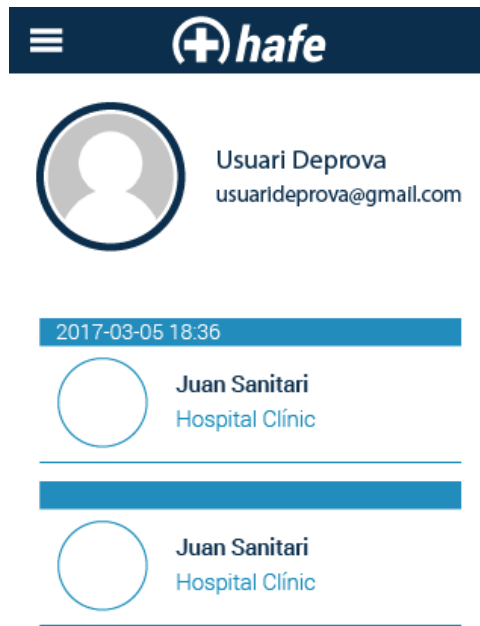 hafe
Usuari Deprova
usuarideprova@gmail.com
2017-03-05 18:36
Juan Sanitari
Hospital Clínic
Juan Sanitari
Hospital Clínic